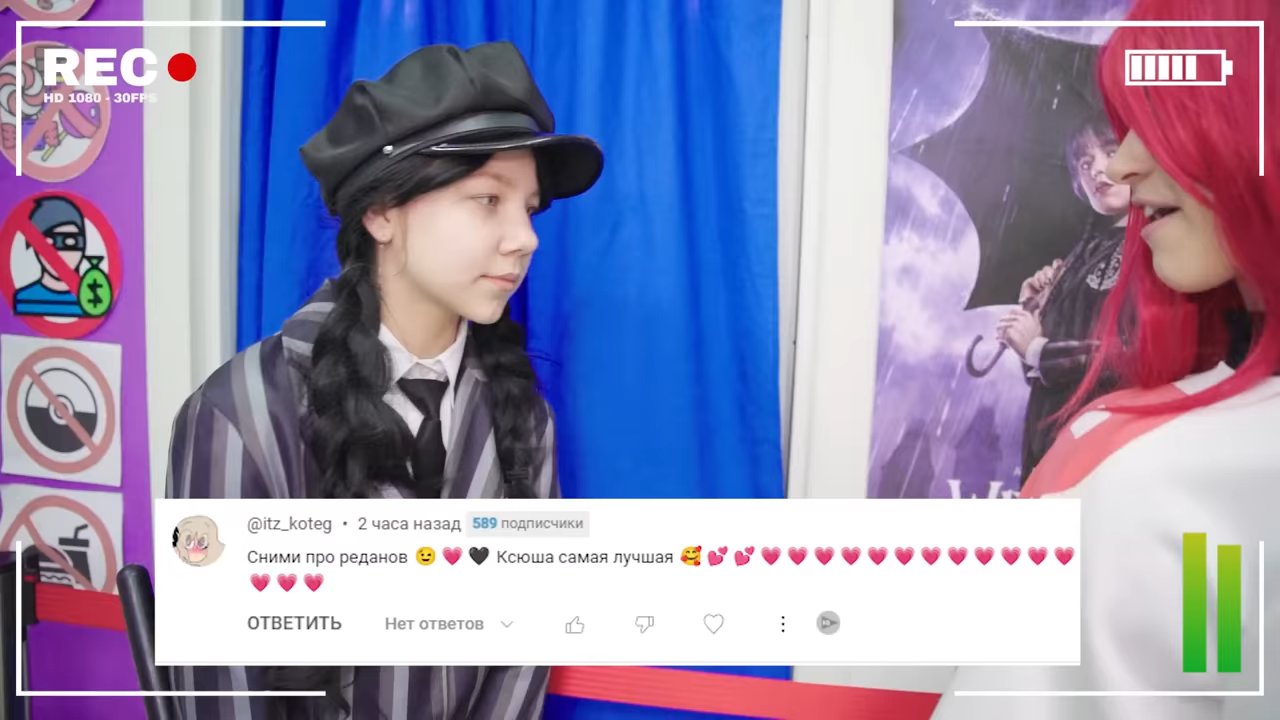 REC
HD 1080 - 30FPS
@itz_koteg • 2 часа назад 589 подписчики
Сними про реданов 😉💗🖤 Ксюша самая лучшая 🥰💕💕💗💗💗💗💗💗💗💗💗💗💗💗
💗💗💗
ОТВЕТИТЬ Нет ответов